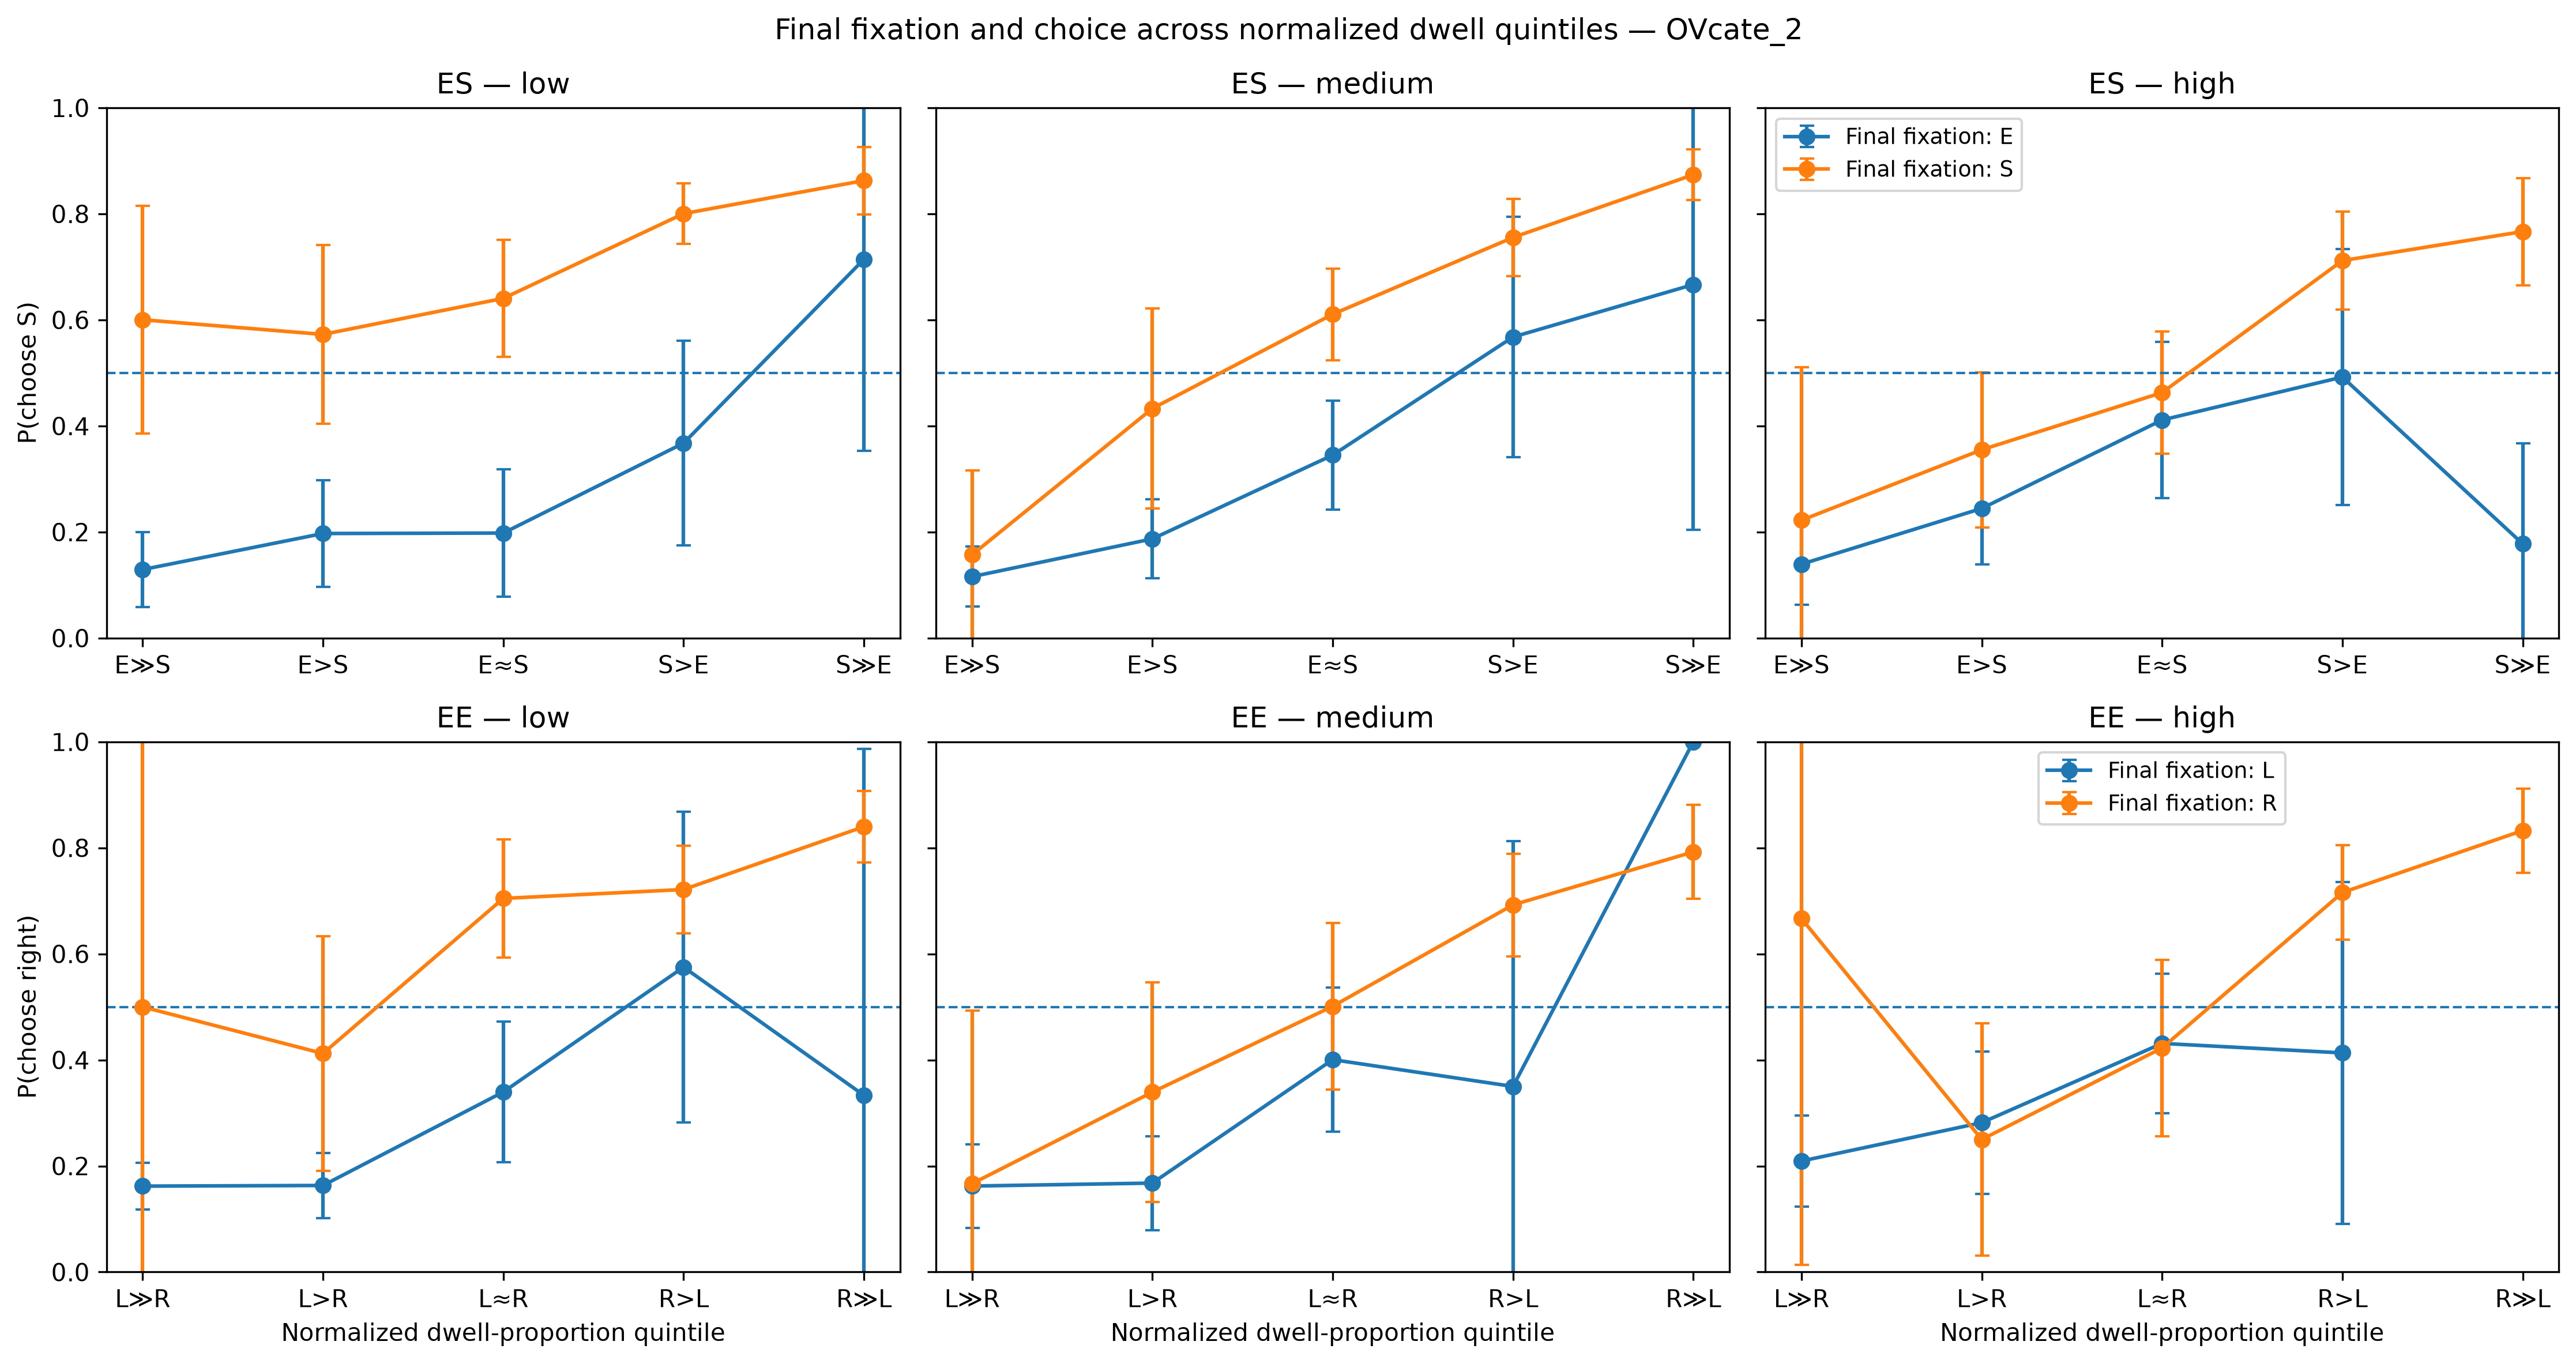 Final fixation and choice across normalized dwell quintiles — OVcate_2
ES — low
ES — medium
ES — high
P(choose S)
1.0
0.8
0.6
0.4
0.2
0.0
Final fixation: E
Final fixation: S
E≫S E>S E≈S S>E S≫E
E≫S E>S E≈S S>E S≫E
E≫S E>S E≈S S>E S≫E
EE — low
EE — medium
EE — high
P(choose right)
1.0
0.8
0.6
0.4
0.2
0.0
Final fixation: L
Final fixation: R
L≫R L>R L≈R R>L R≫L
L≫R L>R L≈R R>L R≫L
L≫R L>R L≈R R>L R≫L
Normalized dwell-proportion quintile
Normalized dwell-proportion quintile
Normalized dwell-proportion quintile